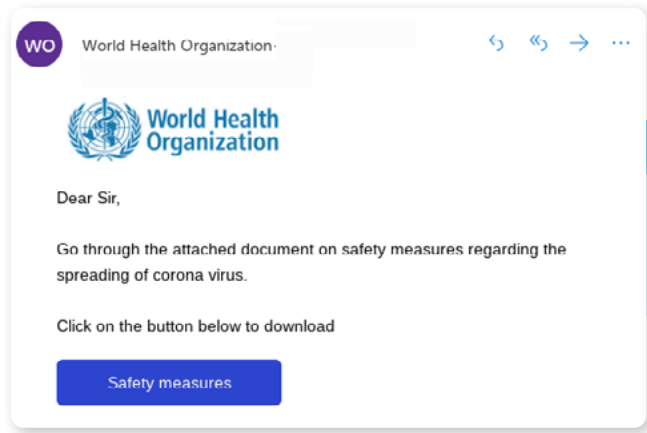 WO
World Health Organization
World Health
Organization
Dear Sir,
Go through the attached document on safety measures regarding the
spreading of corona virus.
Click on the button below to download
Safety measures